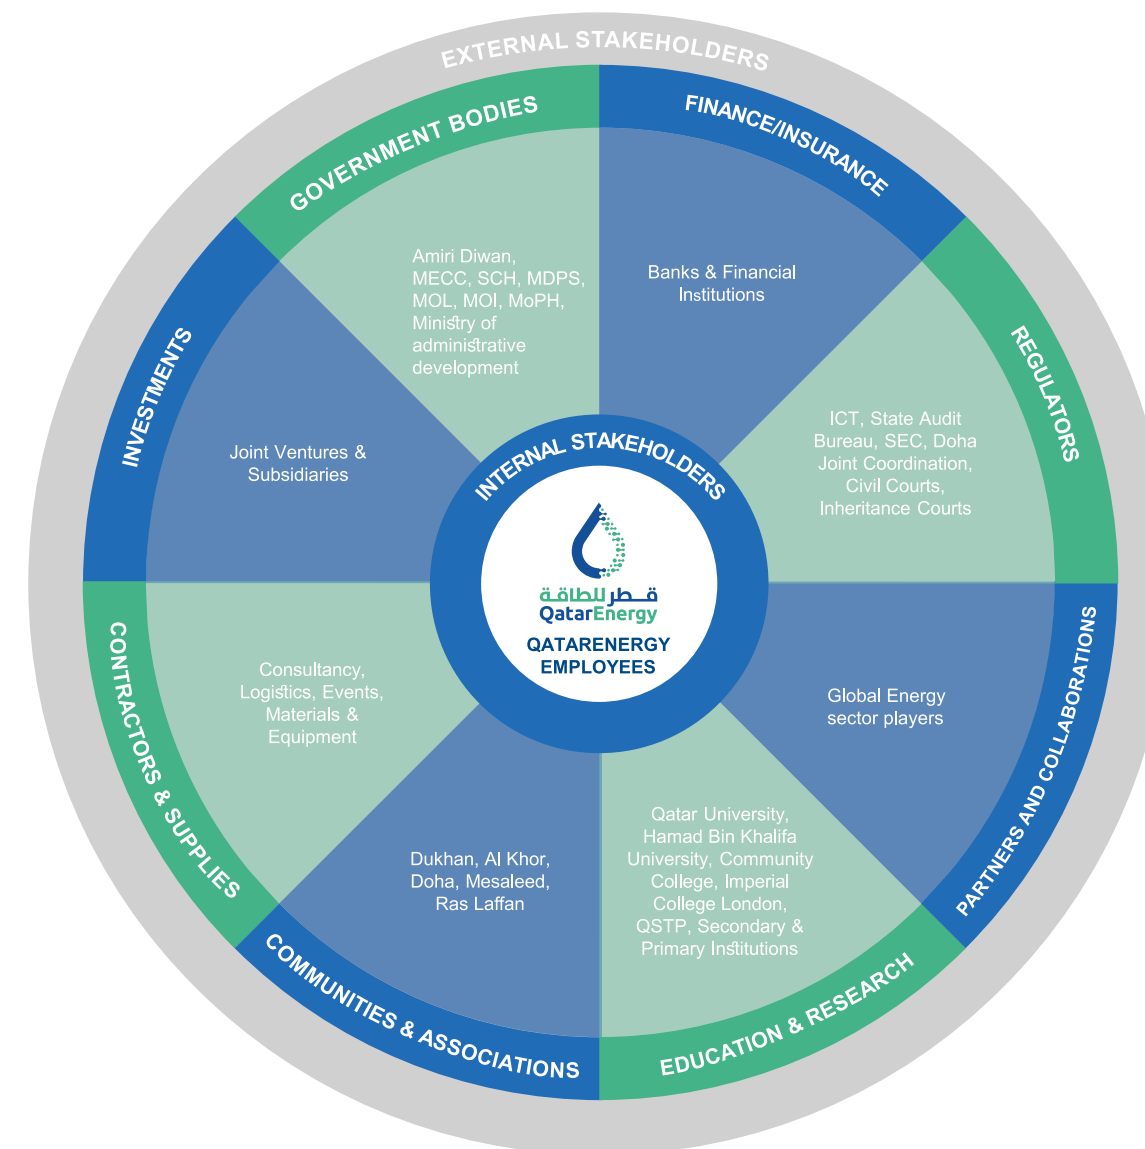 EXTERNAL STAKEHOLDERS
GOVERNMENT BODIES
Amiri Diwan,
MECC, SCH, MDPS,
MOL, MOI, MoPH,
Ministry of
administrative
development
FINANCE/INSURANCE
Banks & Financial
Institutions
REGULATORS
ICT, State Audit
Bureau, SEC, Doha
Joint Coordination,
Civil Courts,
Inheritance Courts
PARTNERS AND COLLABORATIONS
Global Energy
sector players
EDUCATION & RESEARCH
Qatar University,
Hamad Bin Khalifa
University, Community
College, Imperial
College London,
QSTP, Secondary &
Primary Institutions
COMMUNITIES & ASSOCIATIONS
Dukhan, Al Khor,
Doha, Mesaleed,
Ras Laffan
CONTRACTORS & SUPPLIES
Consultancy,
Logistics, Events,
Materials &
Equipment
INVESTMENTS
Joint Ventures &
Subsidiaries
INTERNAL STAKEHOLDERS
قـطر للطاقة
QatarEnergy
QATARENERGY
EMPLOYEES